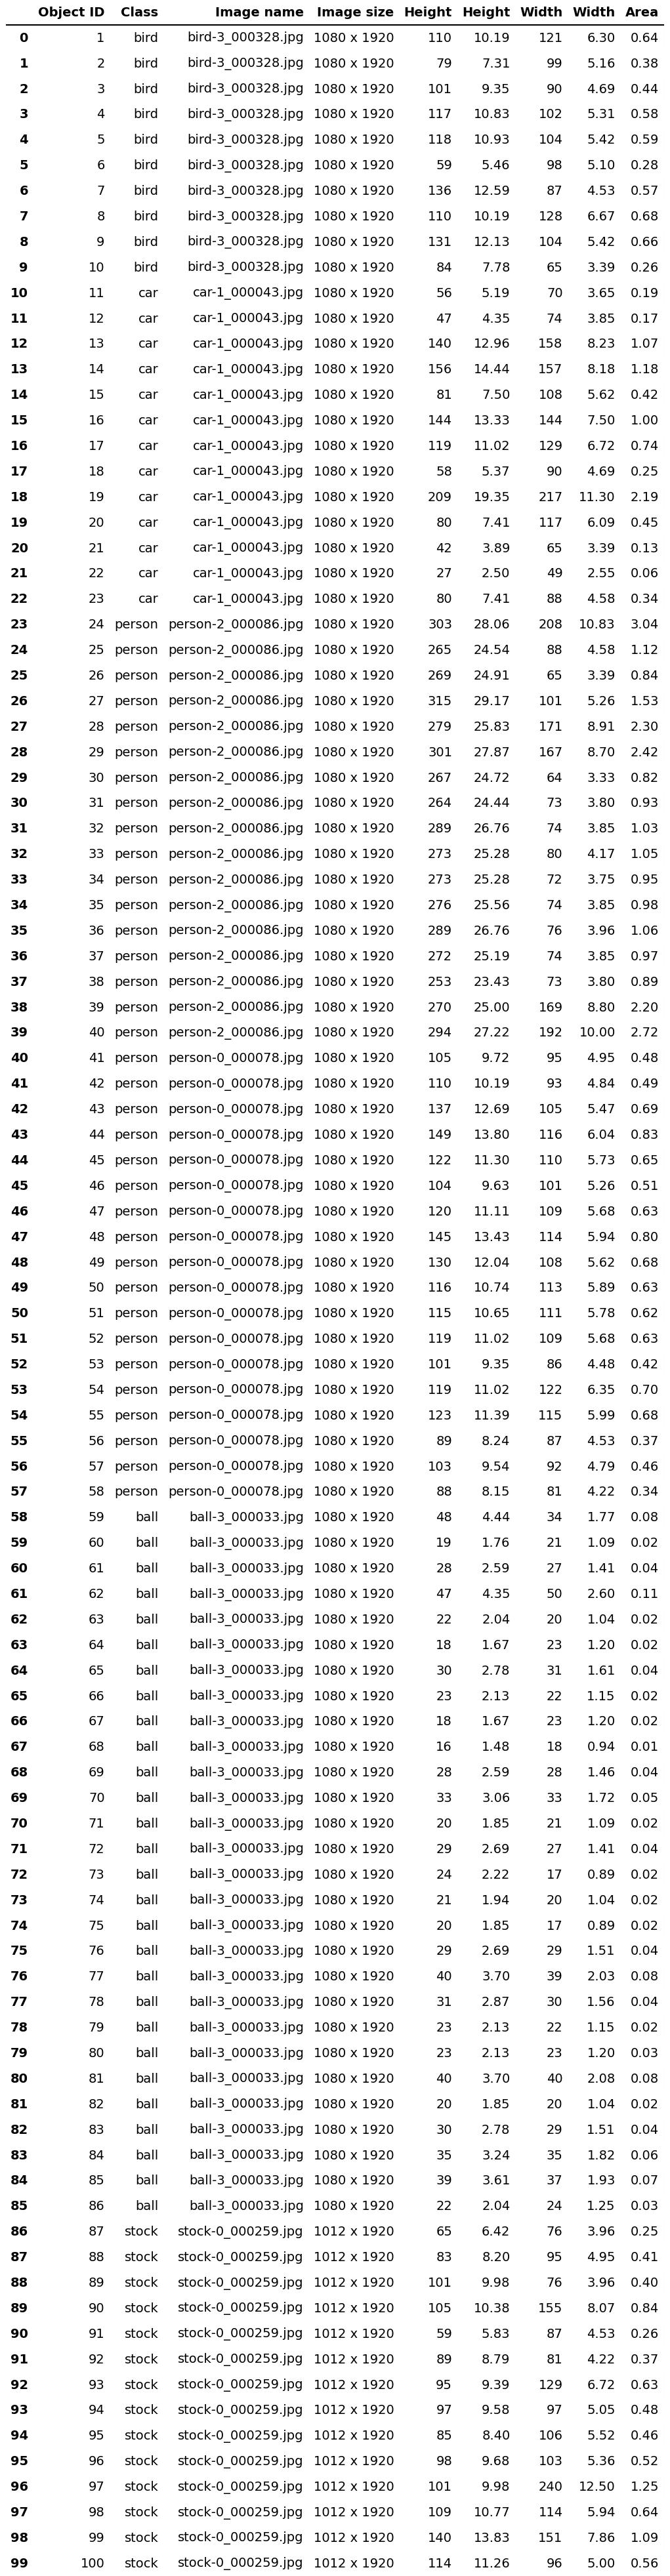 Object ID Class Image name Image size Height Height Width Width Area
0 1 bird bird-3_000328.jpg 1080 x 1920 110 10.19 121 6.30 0.64
1 2 bird bird-3_000328.jpg 1080 x 1920 79 7.31 99 5.16 0.38
2 3 bird bird-3_000328.jpg 1080 x 1920 101 9.35 90 4.69 0.44
3 4 bird bird-3_000328.jpg 1080 x 1920 117 10.83 102 5.31 0.58
4 5 bird bird-3_000328.jpg 1080 x 1920 118 10.93 104 5.42 0.59
5 6 bird bird-3_000328.jpg 1080 x 1920 59 5.46 98 5.10 0.28
6 7 bird bird-3_000328.jpg 1080 x 1920 136 12.59 87 4.53 0.57
7 8 bird bird-3_000328.jpg 1080 x 1920 110 10.19 128 6.67 0.68
8 9 bird bird-3_000328.jpg 1080 x 1920 131 12.13 104 5.42 0.66
9 10 bird bird-3_000328.jpg 1080 x 1920 84 7.78 65 3.39 0.26
10 11 car car-1_000043.jpg 1080 x 1920 56 5.19 70 3.65 0.19
11 12 car car-1_000043.jpg 1080 x 1920 47 4.35 74 3.85 0.17
12 13 car car-1_000043.jpg 1080 x 1920 140 12.96 158 8.23 1.07
13 14 car car-1_000043.jpg 1080 x 1920 156 14.44 157 8.18 1.18
14 15 car car-1_000043.jpg 1080 x 1920 81 7.50 108 5.62 0.42
15 16 car car-1_000043.jpg 1080 x 1920 144 13.33 144 7.50 1.00
16 17 car car-1_000043.jpg 1080 x 1920 119 11.02 129 6.72 0.74
17 18 car car-1_000043.jpg 1080 x 1920 58 5.37 90 4.69 0.25
18 19 car car-1_000043.jpg 1080 x 1920 209 19.35 217 11.30 2.19
19 20 car car-1_000043.jpg 1080 x 1920 80 7.41 117 6.09 0.45
20 21 car car-1_000043.jpg 1080 x 1920 42 3.89 65 3.39 0.13
21 22 car car-1_000043.jpg 1080 x 1920 27 2.50 49 2.55 0.06
22 23 car car-1_000043.jpg 1080 x 1920 80 7.41 88 4.58 0.34
23 24 person person-2_000086.jpg 1080 x 1920 303 28.06 208 10.83 3.04
24 25 person person-2_000086.jpg 1080 x 1920 265 24.54 88 4.58 1.12
25 26 person person-2_000086.jpg 1080 x 1920 269 24.91 65 3.39 0.84
26 27 person person-2_000086.jpg 1080 x 1920 315 29.17 101 5.26 1.53
27 28 person person-2_000086.jpg 1080 x 1920 279 25.83 171 8.91 2.30
28 29 person person-2_000086.jpg 1080 x 1920 301 27.87 167 8.70 2.42
29 30 person person-2_000086.jpg 1080 x 1920 267 24.72 64 3.33 0.82
30 31 person person-2_000086.jpg 1080 x 1920 264 24.44 73 3.80 0.93
31 32 person person-2_000086.jpg 1080 x 1920 289 26.76 74 3.85 1.03
32 33 person person-2_000086.jpg 1080 x 1920 273 25.28 80 4.17 1.05
33 34 person person-2_000086.jpg 1080 x 1920 273 25.28 72 3.75 0.95
34 35 person person-2_000086.jpg 1080 x 1920 276 25.56 74 3.85 0.98
35 36 person person-2_000086.jpg 1080 x 1920 289 26.76 76 3.96 1.06
36 37 person person-2_000086.jpg 1080 x 1920 272 25.19 74 3.85 0.97
37 38 person person-2_000086.jpg 1080 x 1920 253 23.43 73 3.80 0.89
38 39 person person-2_000086.jpg 1080 x 1920 270 25.00 169 8.80 2.20
39 40 person person-2_000086.jpg 1080 x 1920 294 27.22 192 10.00 2.72
40 41 person person-0_000078.jpg 1080 x 1920 105 9.72 95 4.95 0.48
41 42 person person-0_000078.jpg 1080 x 1920 110 10.19 93 4.84 0.49
42 43 person person-0_000078.jpg 1080 x 1920 137 12.69 105 5.47 0.69
43 44 person person-0_000078.jpg 1080 x 1920 149 13.80 116 6.04 0.83
44 45 person person-0_000078.jpg 1080 x 1920 122 11.30 110 5.73 0.65
45 46 person person-0_000078.jpg 1080 x 1920 104 9.63 101 5.26 0.51
46 47 person person-0_000078.jpg 1080 x 1920 120 11.11 109 5.68 0.63
47 48 person person-0_000078.jpg 1080 x 1920 145 13.43 114 5.94 0.80
48 49 person person-0_000078.jpg 1080 x 1920 130 12.04 108 5.62 0.68
49 50 person person-0_000078.jpg 1080 x 1920 116 10.74 113 5.89 0.63
50 51 person person-0_000078.jpg 1080 x 1920 115 10.65 111 5.78 0.62
51 52 person person-0_000078.jpg 1080 x 1920 119 11.02 109 5.68 0.63
52 53 person person-0_000078.jpg 1080 x 1920 101 9.35 86 4.48 0.42
53 54 person person-0_000078.jpg 1080 x 1920 119 11.02 122 6.35 0.70
54 55 person person-0_000078.jpg 1080 x 1920 123 11.39 115 5.99 0.68
55 56 person person-0_000078.jpg 1080 x 1920 89 8.24 87 4.53 0.37
56 57 person person-0_000078.jpg 1080 x 1920 103 9.54 92 4.79 0.46
57 58 person person-0_000078.jpg 1080 x 1920 88 8.15 81 4.22 0.34
58 59 ball ball-3_000033.jpg 1080 x 1920 48 4.44 34 1.77 0.08
59 60 ball ball-3_000033.jpg 1080 x 1920 19 1.76 21 1.09 0.02
60 61 ball ball-3_000033.jpg 1080 x 1920 28 2.59 27 1.41 0.04
61 62 ball ball-3_000033.jpg 1080 x 1920 47 4.35 50 2.60 0.11
62 63 ball ball-3_000033.jpg 1080 x 1920 22 2.04 20 1.04 0.02
63 64 ball ball-3_000033.jpg 1080 x 1920 18 1.67 23 1.20 0.02
64 65 ball ball-3_000033.jpg 1080 x 1920 30 2.78 31 1.61 0.04
65 66 ball ball-3_000033.jpg 1080 x 1920 23 2.13 22 1.15 0.02
66 67 ball ball-3_000033.jpg 1080 x 1920 18 1.67 23 1.20 0.02
67 68 ball ball-3_000033.jpg 1080 x 1920 16 1.48 18 0.94 0.01
68 69 ball ball-3_000033.jpg 1080 x 1920 28 2.59 28 1.46 0.04
69 70 ball ball-3_000033.jpg 1080 x 1920 33 3.06 33 1.72 0.05
70 71 ball ball-3_000033.jpg 1080 x 1920 20 1.85 21 1.09 0.02
71 72 ball ball-3_000033.jpg 1080 x 1920 29 2.69 27 1.41 0.04
72 73 ball ball-3_000033.jpg 1080 x 1920 24 2.22 17 0.89 0.02
73 74 ball ball-3_000033.jpg 1080 x 1920 21 1.94 20 1.04 0.02
74 75 ball ball-3_000033.jpg 1080 x 1920 20 1.85 17 0.89 0.02
75 76 ball ball-3_000033.jpg 1080 x 1920 29 2.69 29 1.51 0.04
76 77 ball ball-3_000033.jpg 1080 x 1920 40 3.70 39 2.03 0.08
77 78 ball ball-3_000033.jpg 1080 x 1920 31 2.87 30 1.56 0.04
78 79 ball ball-3_000033.jpg 1080 x 1920 23 2.13 22 1.15 0.02
79 80 ball ball-3_000033.jpg 1080 x 1920 23 2.13 23 1.20 0.03
80 81 ball ball-3_000033.jpg 1080 x 1920 40 3.70 40 2.08 0.08
81 82 ball ball-3_000033.jpg 1080 x 1920 20 1.85 20 1.04 0.02
82 83 ball ball-3_000033.jpg 1080 x 1920 30 2.78 29 1.51 0.04
83 84 ball ball-3_000033.jpg 1080 x 1920 35 3.24 35 1.82 0.06
84 85 ball ball-3_000033.jpg 1080 x 1920 39 3.61 37 1.93 0.07
85 86 ball ball-3_000033.jpg 1080 x 1920 22 2.04 24 1.25 0.03
86 87 stock stock-0_000259.jpg 1012 x 1920 65 6.42 76 3.96 0.25
87 88 stock stock-0_000259.jpg 1012 x 1920 83 8.20 95 4.95 0.41
88 89 stock stock-0_000259.jpg 1012 x 1920 101 9.98 76 3.96 0.40
89 90 stock stock-0_000259.jpg 1012 x 1920 105 10.38 155 8.07 0.84
90 91 stock stock-0_000259.jpg 1012 x 1920 59 5.83 87 4.53 0.26
91 92 stock stock-0_000259.jpg 1012 x 1920 89 8.79 81 4.22 0.37
92 93 stock stock-0_000259.jpg 1012 x 1920 95 9.39 129 6.72 0.63
93 94 stock stock-0_000259.jpg 1012 x 1920 97 9.58 97 5.05 0.48
94 95 stock stock-0_000259.jpg 1012 x 1920 85 8.40 106 5.52 0.46
95 96 stock stock-0_000259.jpg 1012 x 1920 98 9.68 103 5.36 0.52
96 97 stock stock-0_000259.jpg 1012 x 1920 101 9.98 240 12.50 1.25
97 98 stock stock-0_000259.jpg 1012 x 1920 109 10.77 114 5.94 0.64
98 99 stock stock-0_000259.jpg 1012 x 1920 140 13.83 151 7.86 1.09
99 100 stock stock-0_000259.jpg 1012 x 1920 114 11.26 96 5.00 0.56